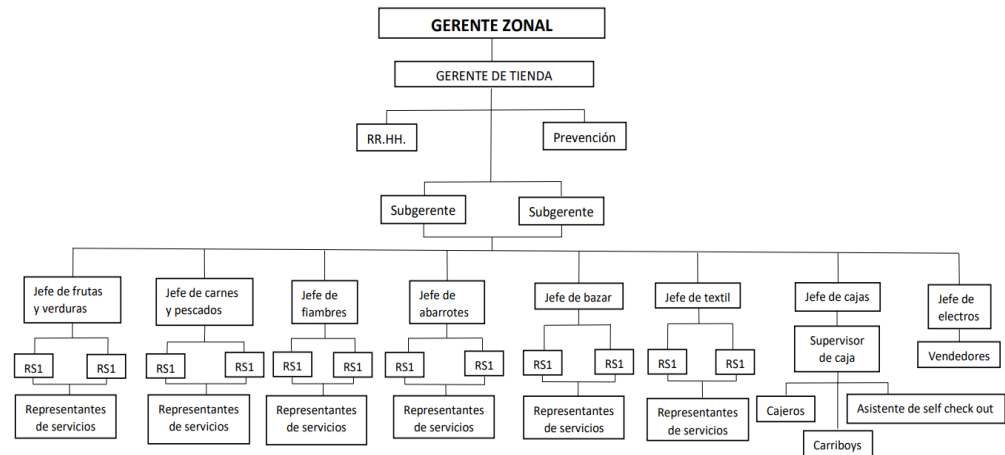 GERENTE ZONAL
GERENTE DE TIENDA
RR.HH.
Prevención
Subgerente
Subgerente
Jefe de frutas
y verduras
Jefe de carnes
y pescados
Jefe de
fiambres
Jefe de
abarrotes
Jefe de bazar
Jefe de textil
Jefe de cajas
Jefe de
electros
Supervisor
de caja
Vendedores
RS1
RS1
RS1
RS1
RS1
RS1
RS1
RS1
RS1
RS1
RS1
RS1
Representantes
de servicios
Representantes
de servicios
Representantes
de servicios
Representantes
de servicios
Representantes
de servicios
Representantes
de servicios
Cajeros
Asistente de self check out
Carriboys